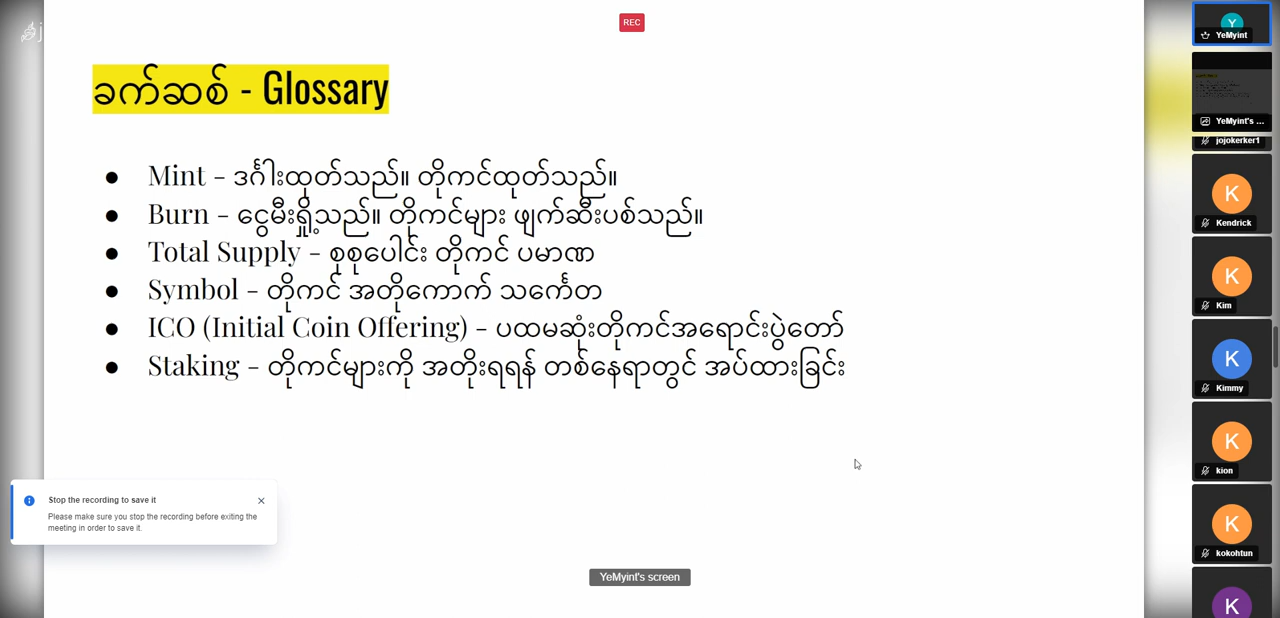 REC
ခက်ဆစ် - Glossary
● Mint - ဒင်္ဂါးထုတ်သည်။ တိုကင်ထုတ်သည်။
● Burn - ငွေမီးရှို့သည်။ တိုကင်များ ဖျက်ဆီးပစ်သည်။
● Total Supply - စုစုပေါင်း တိုကင် ပမာဏ
● Symbol - တိုကင် အတိုကောက် သင်္ကေတ
● ICO (Initial Coin Offering) - ပထမဆုံးတိုကင်အရောင်းပွဲတော်
● Staking - တိုကင်များကို အတိုးရရန် တစ်နေရာတွင် အပ်ထားခြင်း
Stop the recording to save it
Please make sure you stop the recording before exiting the
meeting in order to save it.
YeMyint's screen
Y
YeMyint
YeMyint's ...
jojokerker1
K
Kendrick
K
Kim
K
Kimmy
K
kion
K
kokohtun
K